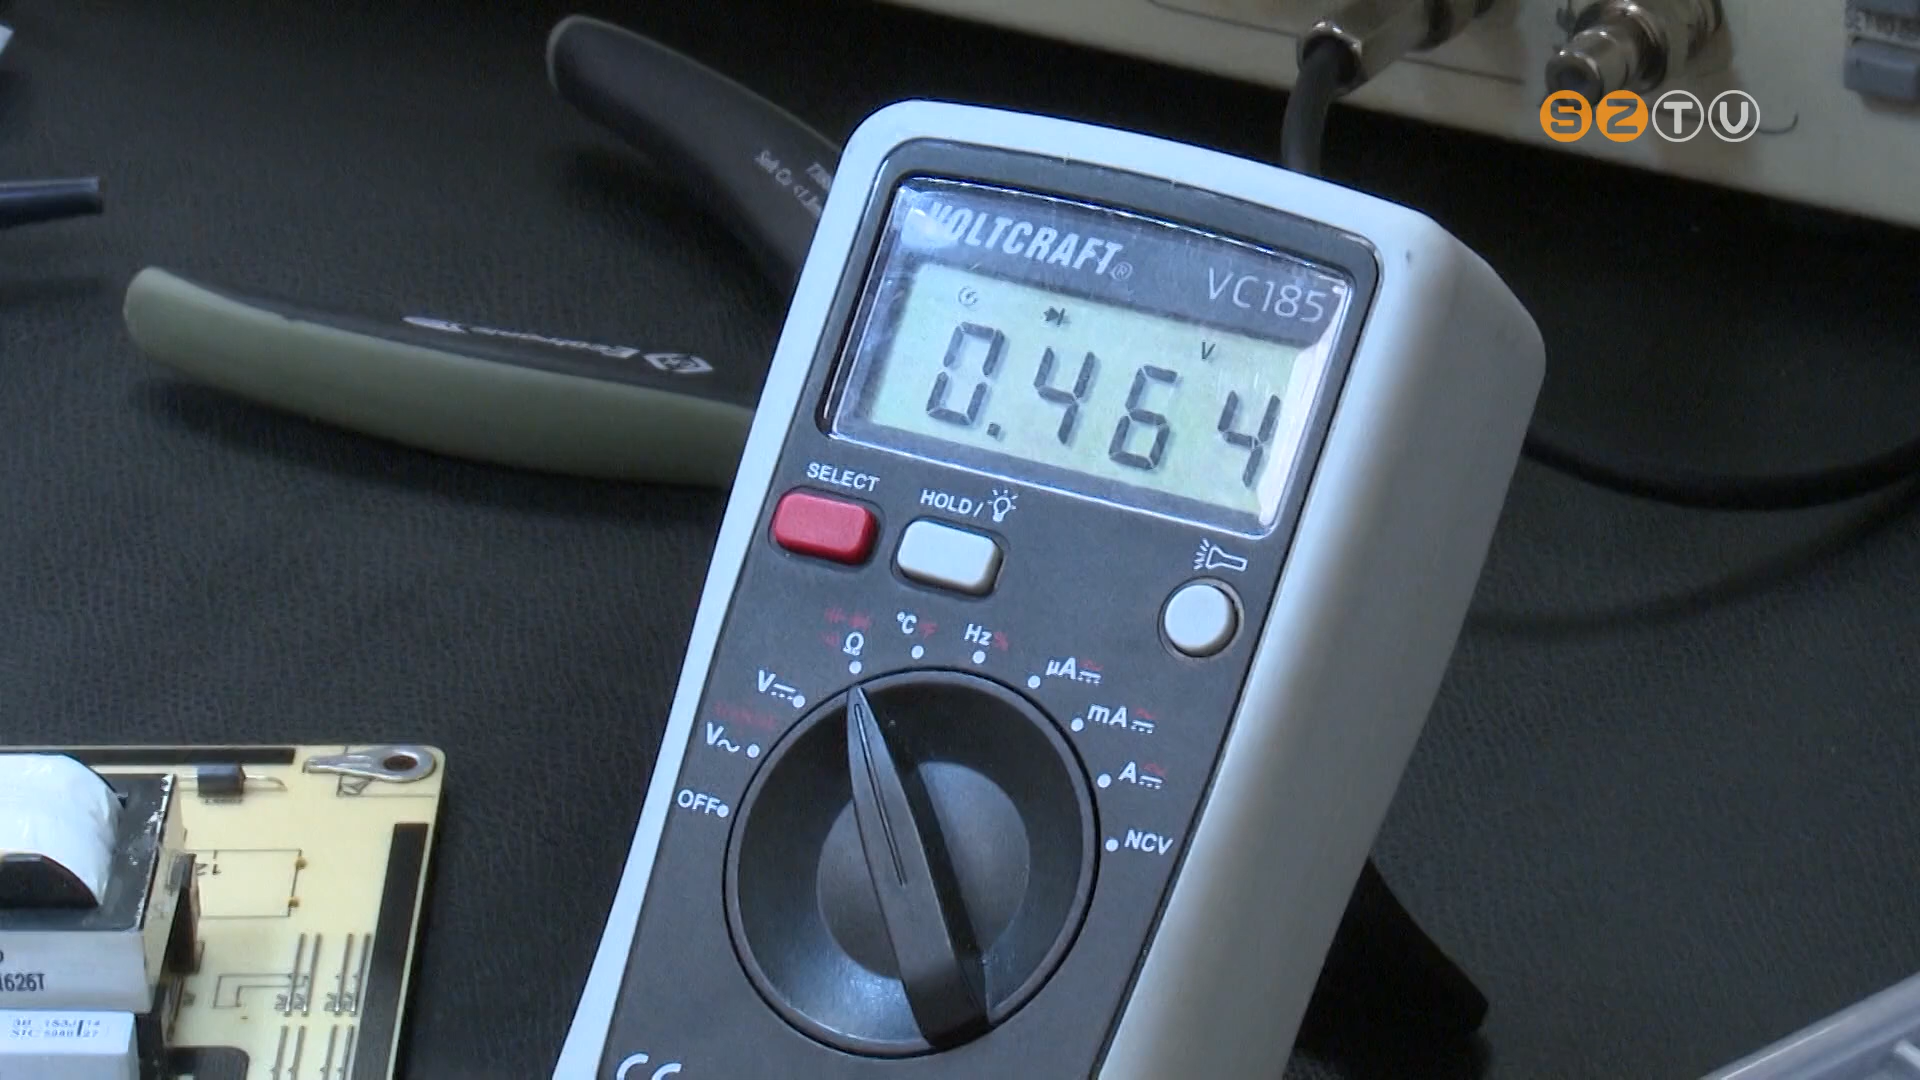 SZTV
VOLTCRAFT®
VC185
V
0.464
SELECT
HOLD/
Ω
°C
Hz %
µA
V
mA
V~
A
OFF
NCV
CE
1626T